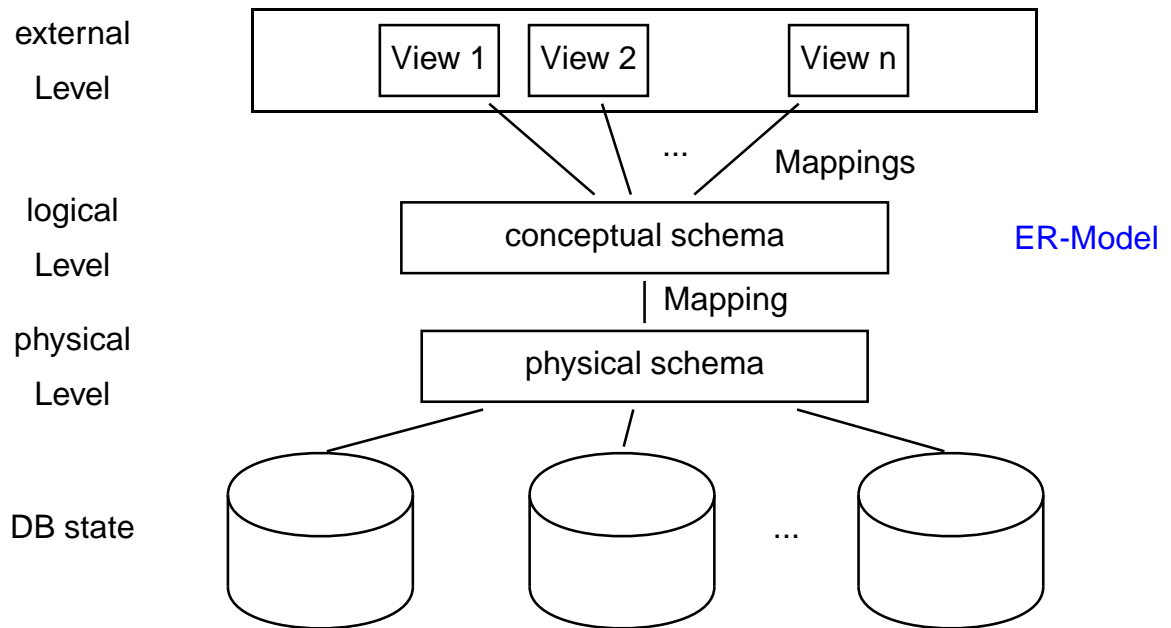 external
Level
View 1
View 2
View n
...
Mappings
logical
Level
conceptual schema
ER-Model
Mapping
physical
Level
physical schema
DB state
...